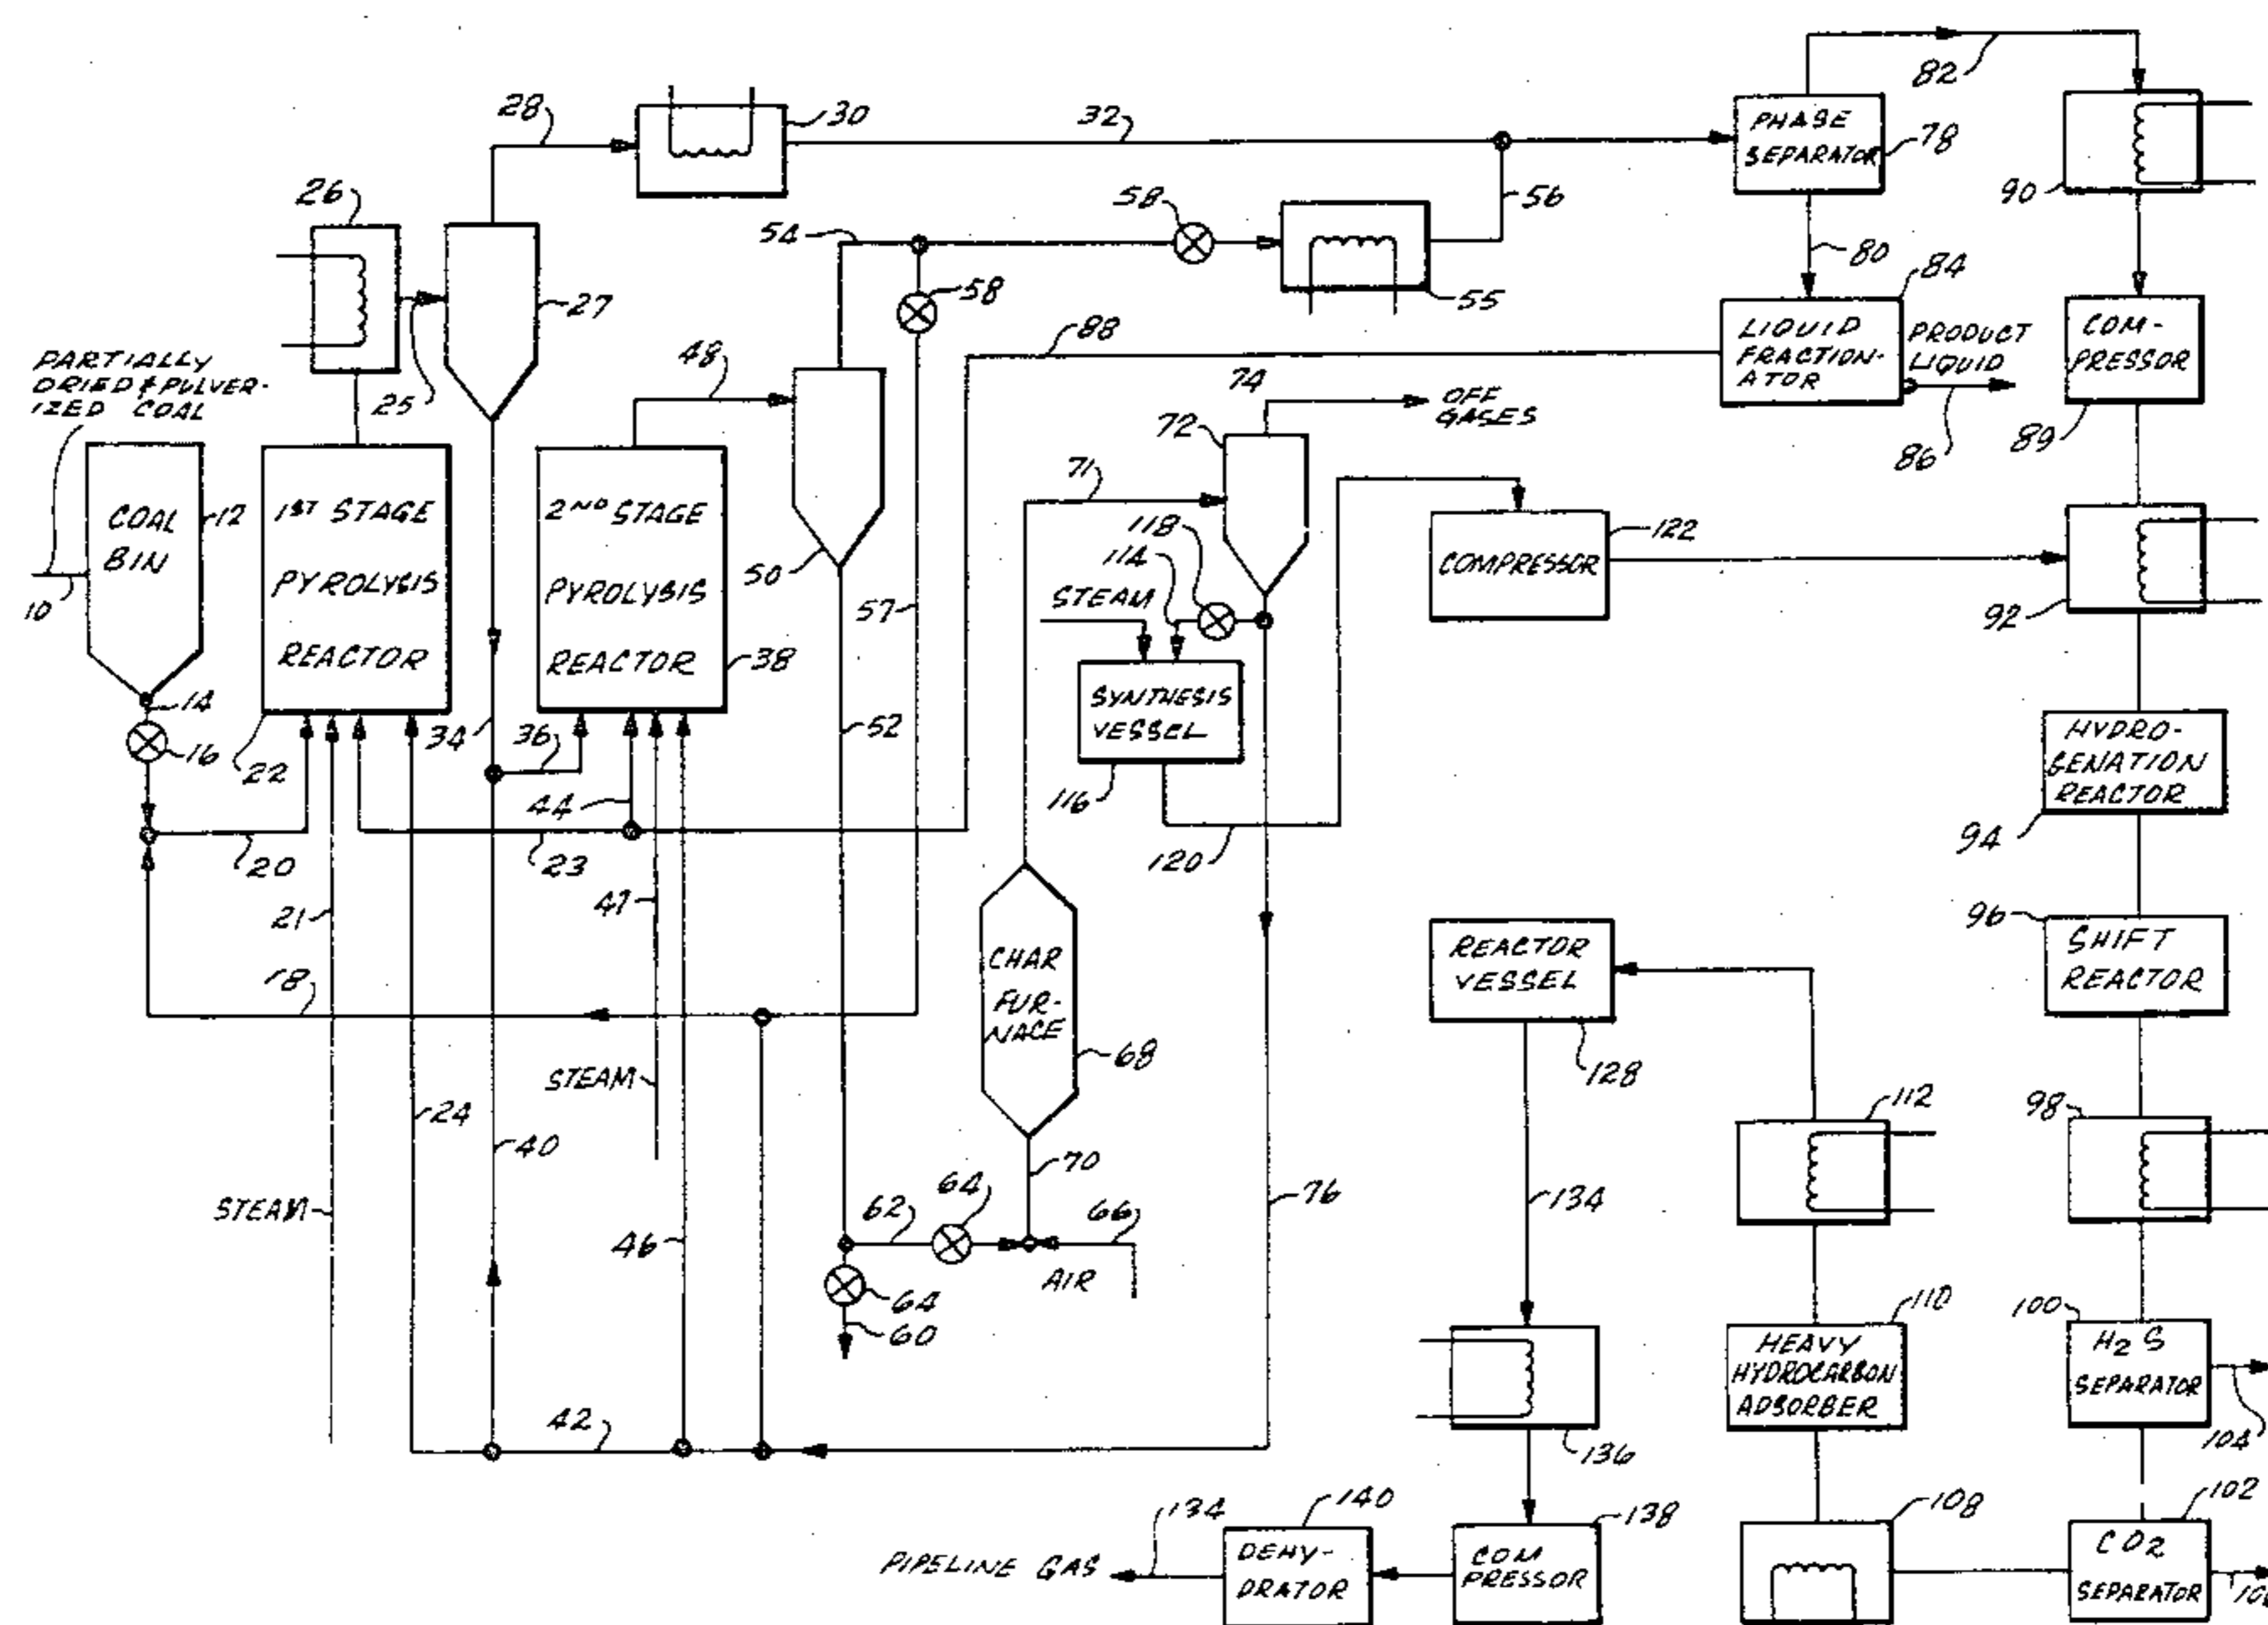 82
28
30
32
PHASE
SEPARATOR
78
90
26
58
56
54
80
84
27
58
55
88
LIQUID
FRACTION-
ATOR
PRODUCT
LIQUID
COM-
PRESSOR
PARTIALLY
DRIED & PULVER-
IZED COAL
25
48
74
OFF
GASES
86
89
72
71
COAL
BIN
12
1ST STAGE
PYROLYSIS
REACTOR
2ND STAGE
PYROLYSIS
REACTOR
38
50
118
114
COMPRESSOR
122
10
57
STEAM
92
14
16
22
34
36
52
SYNTHESIS
VESSEL
116
HYDRO-
GENATION
REACTOR
94
44
20
23
120
21
47
96
SHIFT
REACTOR
18
CHAR
FUR-
NACE
68
REACTOR
VESSEL
128
STEAM
24
40
112
98
70
76
134
STEAM
46
62
64
66
AIR
64
60
110
HEAVY
HYDROCARBON
ADSORBER
100
H2S
SEPARATOR
104
42
136
134
140
138
108
102
PIPELINE GAS
DEHY-
DRATOR
COM
PRESSOR
CO2
SEPARATOR